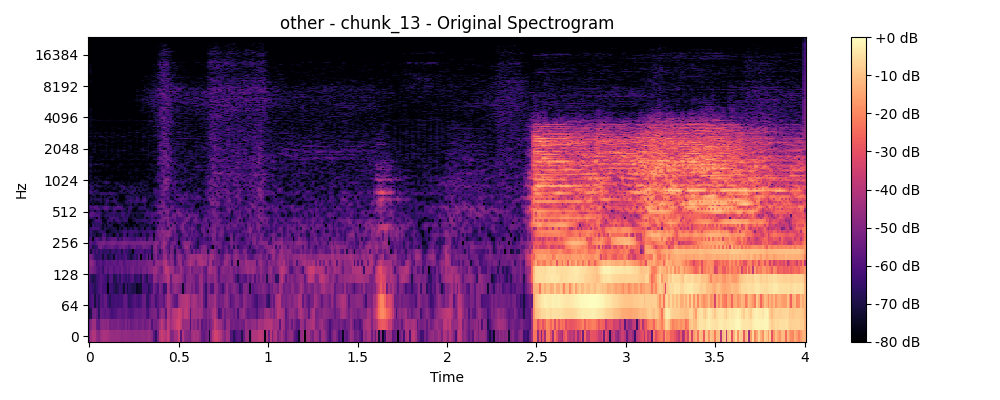 other - chunk_13 - Original Spectrogram
Hz
16384
8192
4096
2048
1024
512
256
128
64
0
0 0.5 1 1.5 2 2.5 3 3.5 4
Time
+0 dB
-10 dB
-20 dB
-30 dB
-40 dB
-50 dB
-60 dB
-70 dB
-80 dB